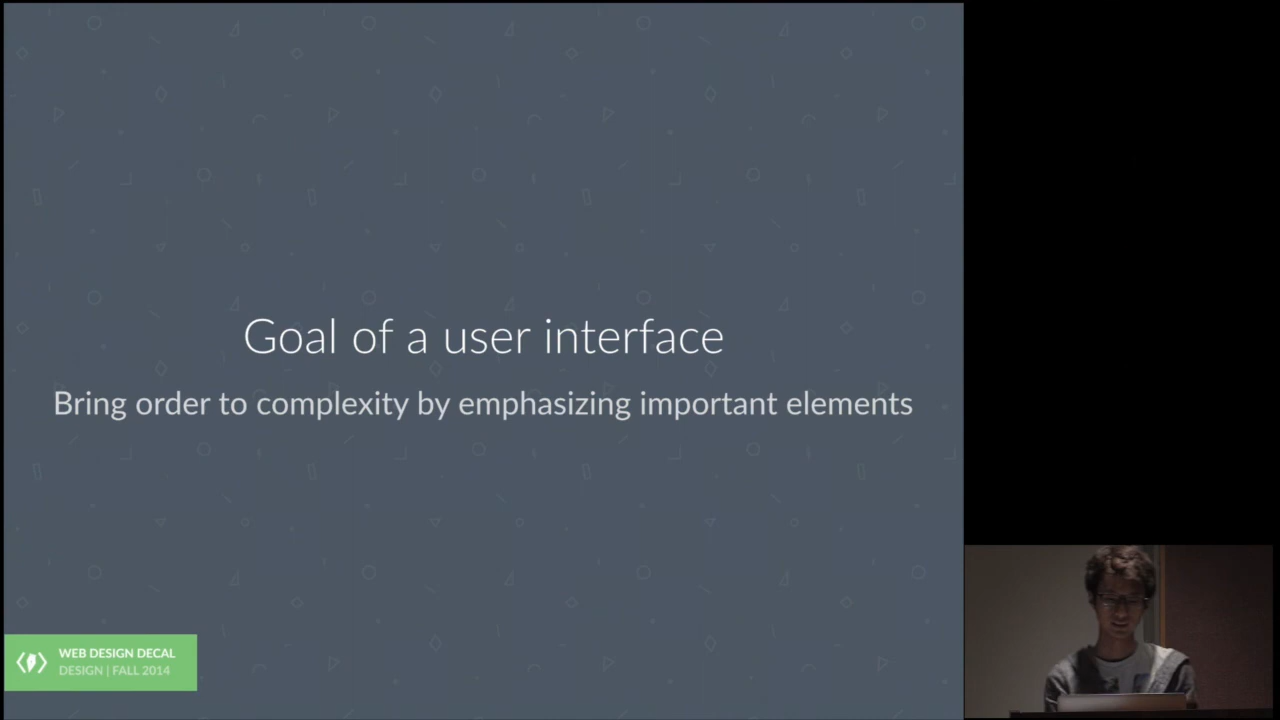 Goal of a user interface
Bring order to complexity by emphasizing important elements
WEB DESIGN DECAL
DESIGN | FALL 2014